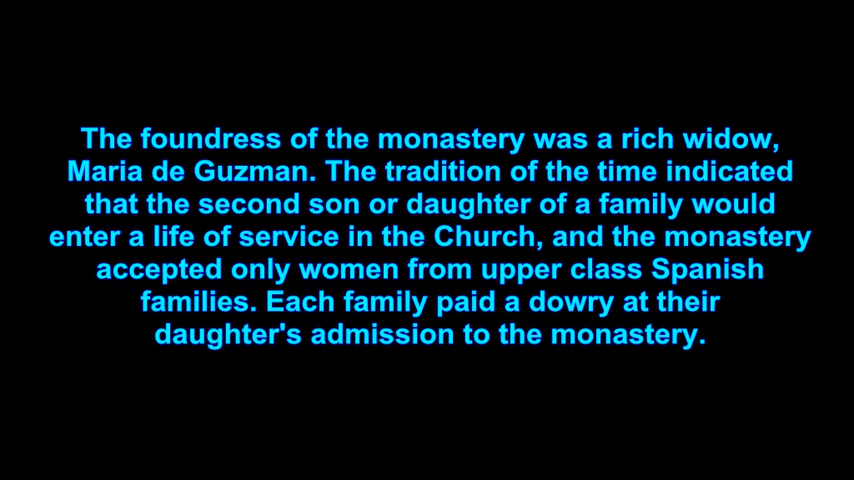 The foundress of the monastery was a rich widow,
Maria de Guzman. The tradition of the time indicated
that the second son or daughter of a family would
enter a life of service in the Church, and the monastery
accepted only women from upper class Spanish
families. Each family paid a dowry at their
daughter's admission to the monastery.